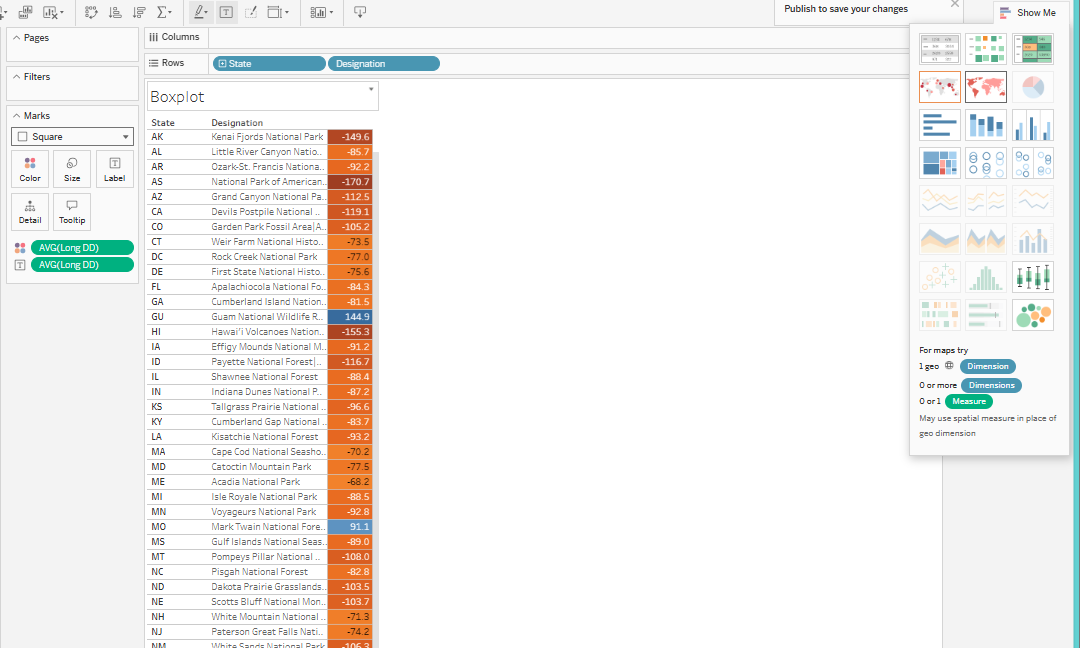 Publish to save your changes
Show Me
Pages
Columns
Rows
State
Designation
Filters
Marks
Square
Color
Size
Label
Detail
Tooltip
AVG(Long DD)
AVG(Long DD)
Boxplot
State Designation
AK Kenai Fjords National Park -149.6
AL Little River Canyon Natio.. -85.7
AR Ozark-St. Francis Nationa.. -92.2
AS National Park of American.. -170.7
AZ Grand Canyon National Pa.. -112.5
CA Devils Postpile National .. -119.1
CO Garden Park Fossil Area|A.. -105.2
CT Weir Farm National Histo.. -73.5
DC Rock Creek National Park -77.0
DE First State National Histo.. -75.6
FL Apalachicola National Fo.. -84.3
GA Cumberland Island Nation.. -81.5
GU Guam National Wildlife R.. 144.9
HI Hawai'i Volcanoes Nation.. -155.3
IA Effigy Mounds National M.. -91.2
ID Payette National Forest|.. -116.7
IL Shawnee National Forest -88.4
IN Indiana Dunes National P.. -87.2
KS Tallgrass Prairie National .. -96.6
KY Cumberland Gap National .. -83.7
LA Kisatchie National Forest -93.2
MA Cape Cod National Seasho.. -70.2
MD Catoctin Mountain Park -77.5
ME Acadia National Park -68.2
MI Isle Royale National Park -88.5
MN Voyageurs National Park -92.8
MO Mark Twain National Fore.. 91.1
MS Gulf Islands National Seas.. -89.0
MT Pompeys Pillar National .. -108.0
NC Pisgah National Forest -82.8
ND Dakota Prairie Grasslands.. -103.5
NE Scotts Bluff National Mon.. -103.7
NH White Mountain National .. -71.3
NJ Paterson Great Falls Nati.. -74.2
NM White Sands National Park -106.3
For maps try
1 geo Dimension
0 or more Dimensions
0 or 1 Measure
May use spatial measure in place of
geo dimension